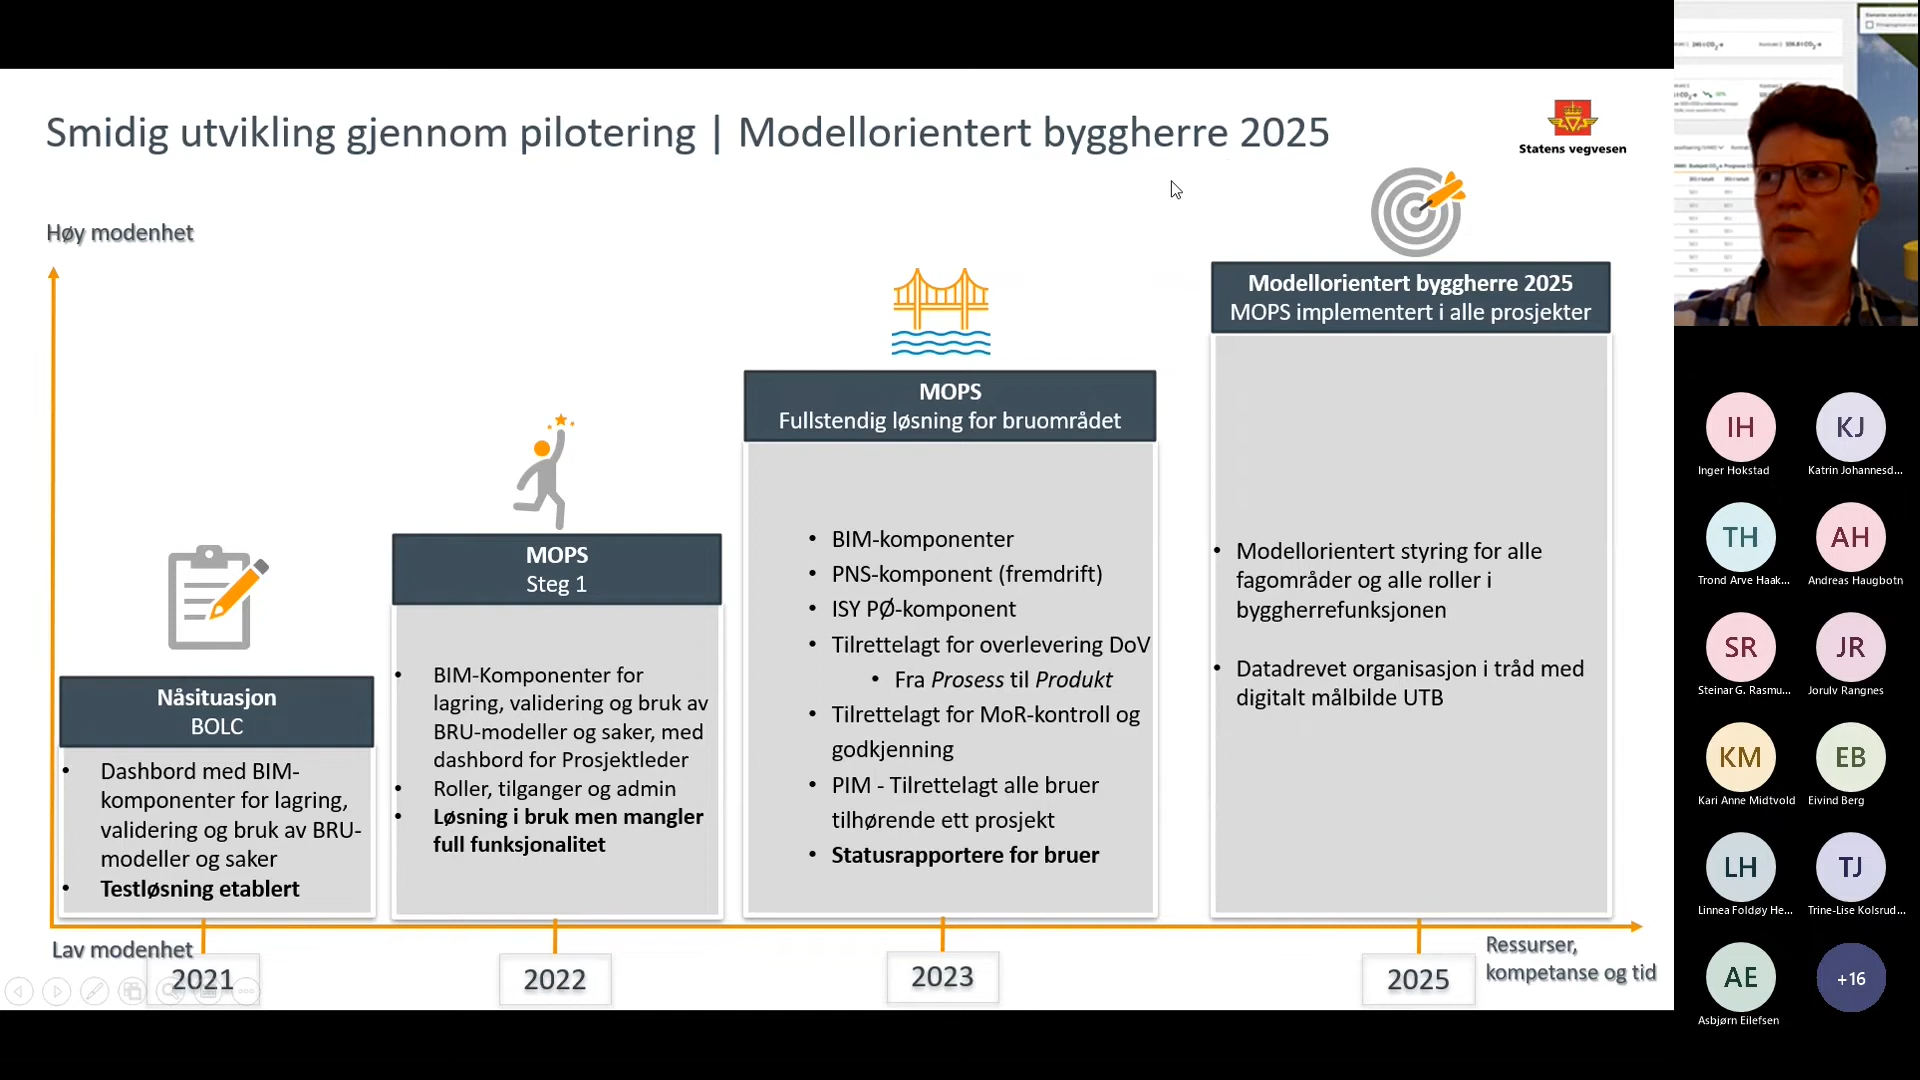 Smidig utvikling gjennom pilotering | Modellorientert byggherre 2025
Statens vegvesen
Høy modenhet
Nåsituasjon
BOLC
• Dashbord med BIM-
komponenter for lagring,
validering og bruk av BRU-
modeller og saker
• Testløsning etablert
MOPS
Steg 1
• BIM-Komponenter for
lagring, validering og bruk av
BRU-modeller og saker, med
dashbord for Prosjektleder
• Roller, tilganger og admin
• Løsning i bruk men mangler
full funksjonalitet
MOPS
Fullstendig løsning for bruområdet
• BIM-komponenter
• PNS-komponent (fremdrift)
• ISY PØ-komponent
• Tilrettelagt for overlevering DoV
• Fra Prosess til Produkt
• Tilrettelagt for MoR-kontroll og
godkjenning
• PIM - Tilrettelagt alle bruer
tilhørende ett prosjekt
• Statusrapportere for bruer
Modellorientert byggherre 2025
MOPS implementert i alle prosjekter
• Modellorientert styring for alle
fagområder og alle roller i
byggherrefunksjonen
• Datadrevet organisasjon i tråd med
digitalt målbilde UTB
Lav modenhet
2021
2022
2023
2025
Ressurser,
kompetanse og tid
IH
Inger Hokstad
KJ
Katrin Johannesd...
TH
Trond Arve Haak...
AH
Andreas Haugbotn
SR
Steinar G. Rasmu...
JR
Jorulv Rangnes
KM
Kari Anne Midtvold
EB
Eivind Berg
LH
Linnea Foldøy He...
TJ
Trine-Lise Kolsrud...
AE
Asbjørn Eilefsen
+16